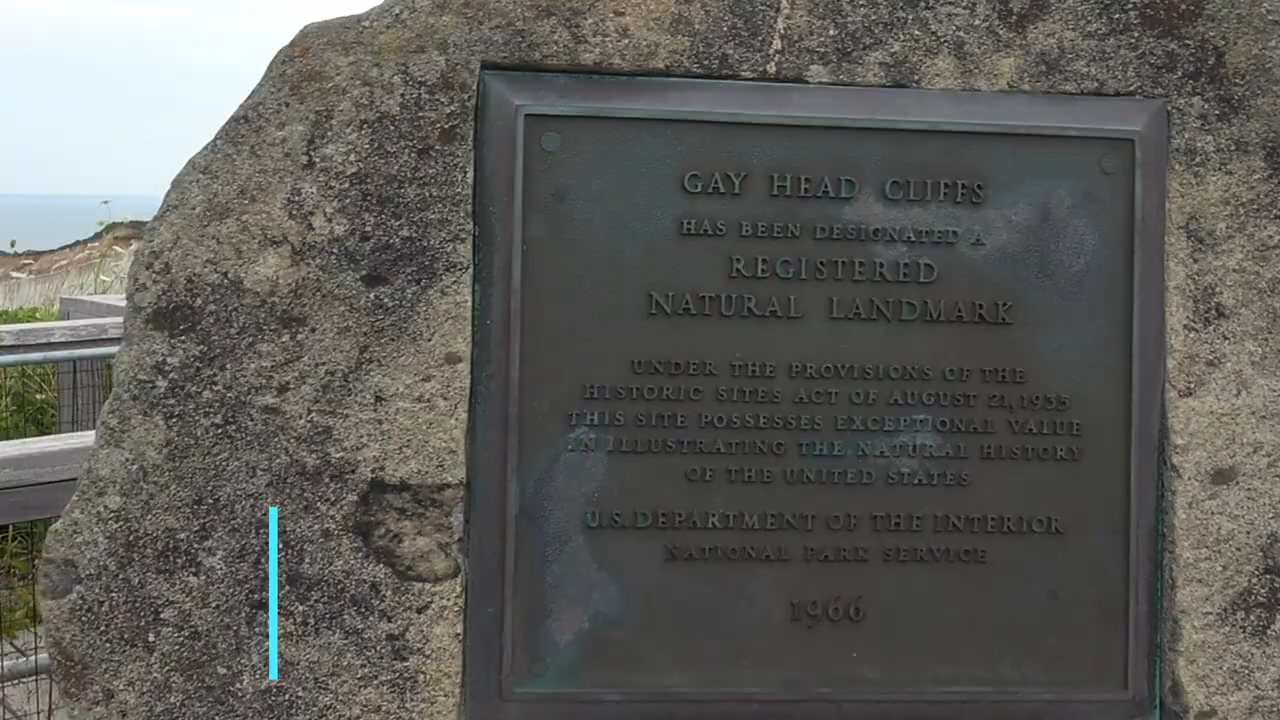 GAY HEAD CLIFFS
HAS BEEN DESIGNATED A
REGISTERED
NATURAL LANDMARK
UNDER THE PROVISIONS OF THE
HISTORIC SITES ACT OF AUGUST 21, 1935
THIS SITE POSSESSES EXCEPTIONAL VALUE
IN ILLUSTRATING THE NATURAL HISTORY
OF THE UNITED STATES
U.S. DEPARTMENT OF THE INTERIOR
NATIONAL PARK SERVICE
1966